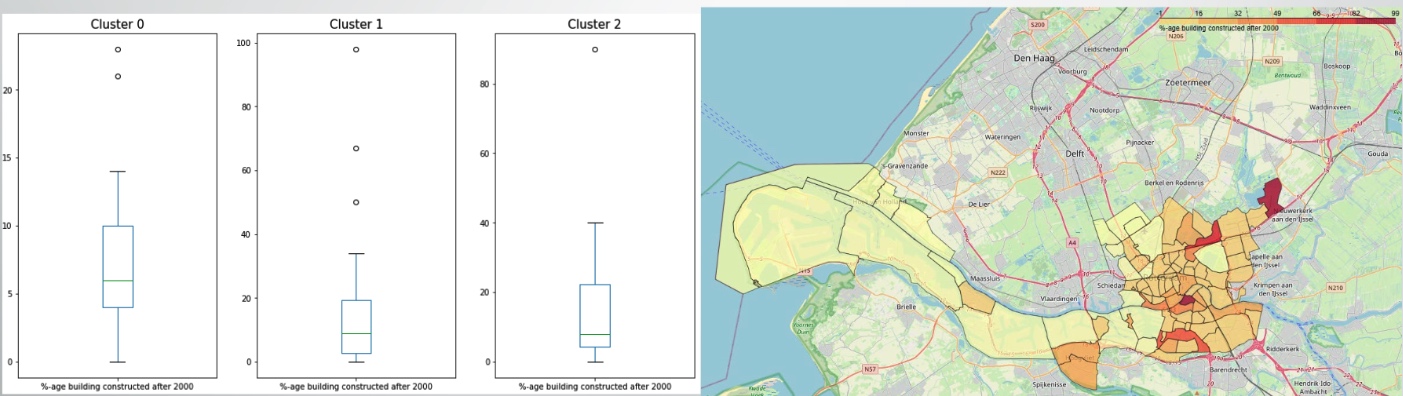 Cluster 0
20
15
10
5
0
%-age building constructed after 2000
Cluster 1
100
80
60
40
20
0
%-age building constructed after 2000
Cluster 2
80
60
40
20
0
%-age building constructed after 2000
-1 16 32 49 66 82 99
%-age building constructed after 2000
S200
N206
Leidschendam
Den Haag
Voorburg
N209
Boskoop
Bentwoud
Zoetermeer
Rijswijk
Nootdorp
Waddinxveen
Monster
Wateringen
Pijnacker
Delft
Gouda
's-Gravenzande
N222
Berkel en Rodenrijs
De Lier
Nieuwerkerk
aan den IJssel
A4
Capelle aan
den IJssel
Maassluis
Schiedam
Krimpen aan
den IJssel
N210
Vlaardingen
Brielle
Ridderkerk
N57
Barendrecht
Spijkenisse
Hendrik-Ido-
Ambacht